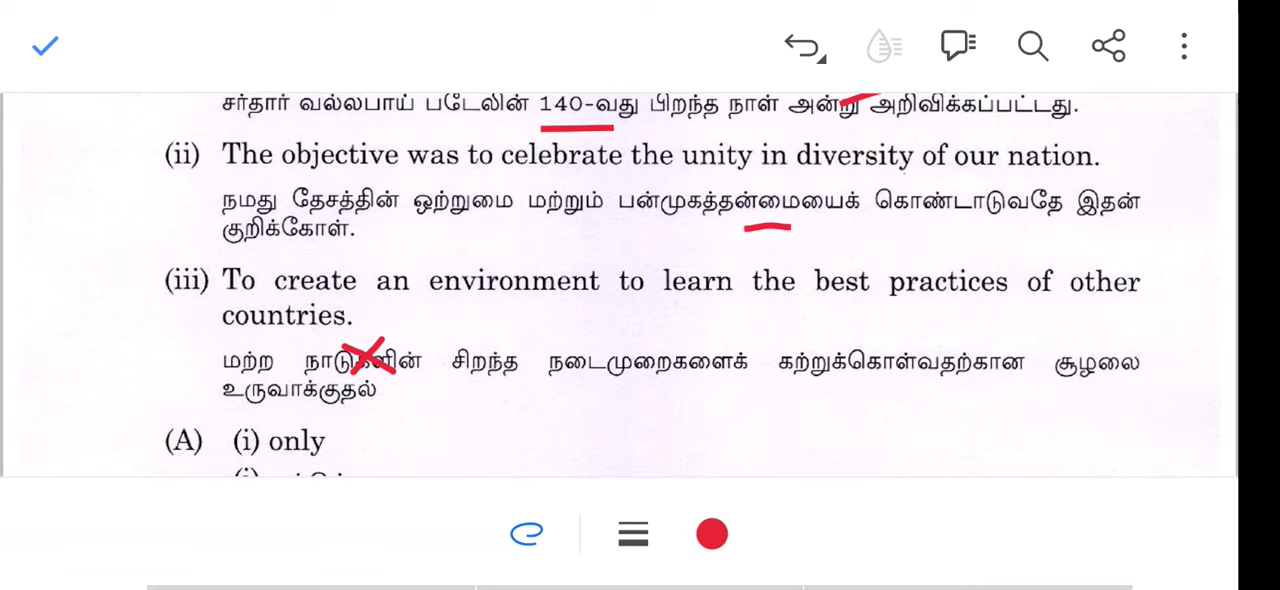 சர்தார் வல்லபாய் படேலின் 140-வது பிறந்த நாள் அன்று அறிவிக்கப்பட்டது.
(ii) The objective was to celebrate the unity in diversity of our nation.
நமது தேசத்தின் ஒற்றுமை மற்றும் பன்முகத்தன்மையைக் கொண்டாடுவதே இதன்
குறிக்கோள்.
(iii) To create an environment to learn the best practices of other
countries.
மற்ற நாடுகளின் சிறந்த நடைமுறைகளைக் கற்றுக்கொள்வதற்கான சூழலை
உருவாக்குதல்
(A) (i) only